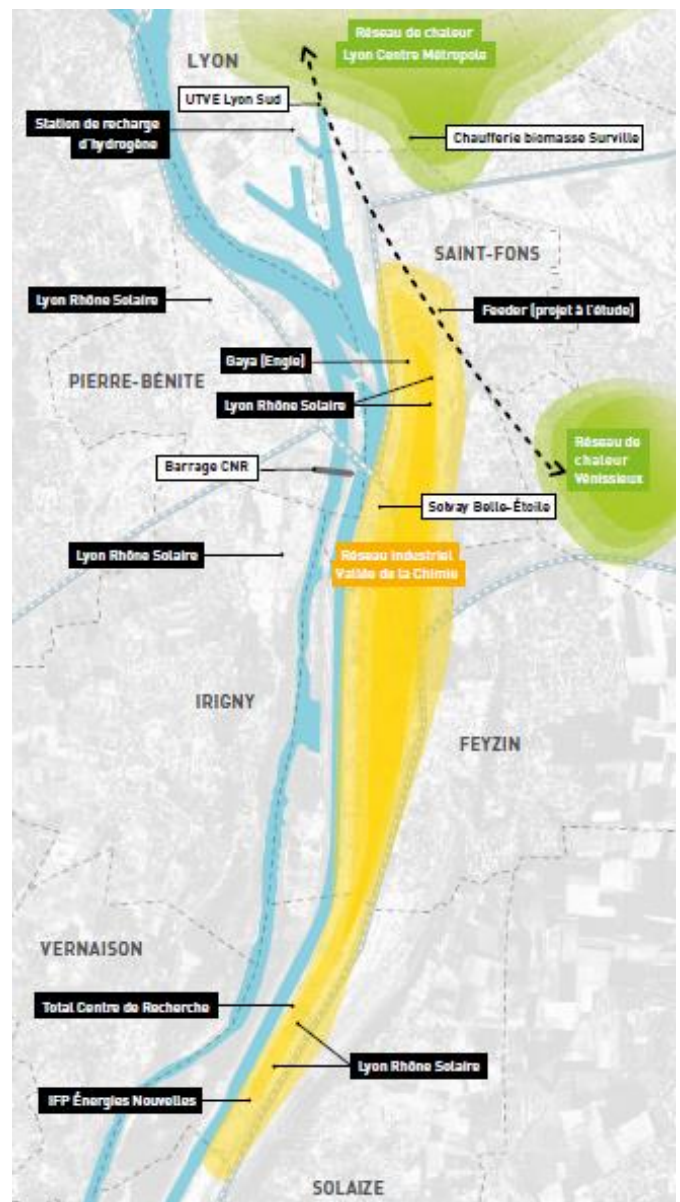 Réseau de chaleur
Lyon Centre Métropole
LYON
UTVE Lyon Sud
Station de recharge
d'hydrogène
Chaufferie biomasse Surville
SAINT-FONS
Lyon Rhône Solaire
Feeder (projet à l'étude)
Gaya (Engie)
PIERRE-BÉNITE
Lyon Rhône Solaire
Réseau de
chaleur
Vénissieux
Barrage CNR
Solvay Belle-Étoile
Lyon Rhône Solaire
Réseau industriel
Vallée de la Chimie
IRIGNY
FEYZIN
VERNAISON
Total Centre de Recherche
Lyon Rhône Solaire
IFP Énergies Nouvelles
SOLAIZE